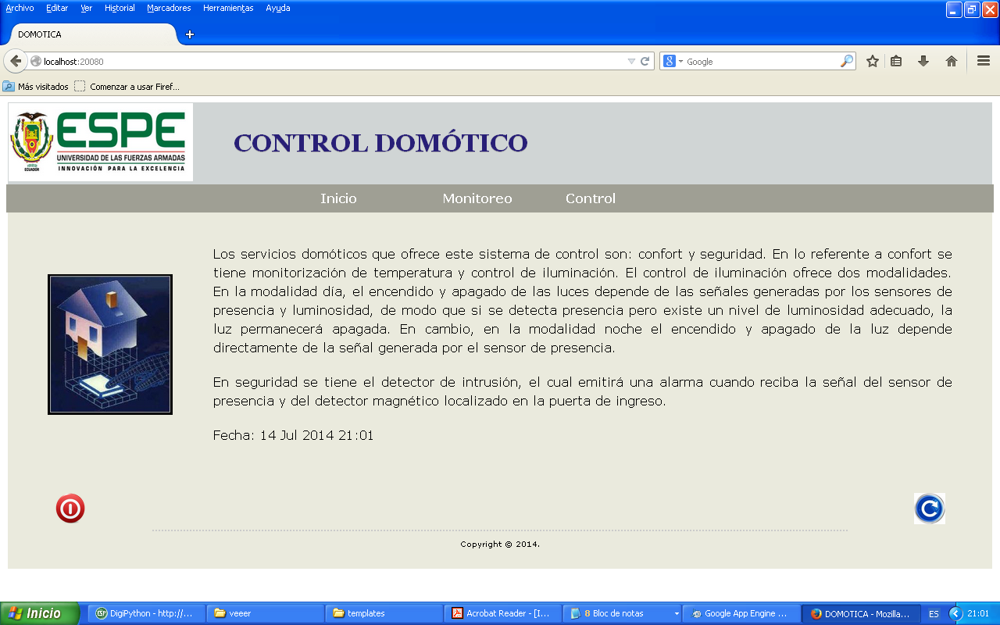 Archivo Editar Ver Historial Marcadores Herramientas Ayuda
DOMOTICA
localhost:20080 Google
Más visitados Comenzar a usar Firef...
ESPE
UNIVERSIDAD DE LAS FUERZAS ARMADAS
INNOVACIÓN PARA LA EXCELENCIA
ECUADOR
CONTROL DOMÓTICO
Inicio Monitoreo Control
Los servicios domóticos que ofrece este sistema de control son: confort y seguridad. En lo referente a confort se
tiene monitorización de temperatura y control de iluminación. El control de iluminación ofrece dos modalidades.
En la modalidad día, el encendido y apagado de las luces depende de las señales generadas por los sensores de
presencia y luminosidad, de modo que si se detecta presencia pero existe un nivel de luminosidad adecuado, la
luz permanecerá apagada. En cambio, en la modalidad noche el encendido y apagado de la luz depende
directamente de la señal generada por el sensor de presencia.
En seguridad se tiene el detector de intrusión, el cual emitirá una alarma cuando reciba la señal del sensor de
presencia y del detector magnético localizado en la puerta de ingreso.
Fecha: 14 Jul 2014 21:01
Copyright © 2014.
Inicio DigiPython - http://... veeer templates Acrobat Reader - [I... 8 Bloc de notas Google App Engine ... DOMOTICA - Mozilla... ES 21:01